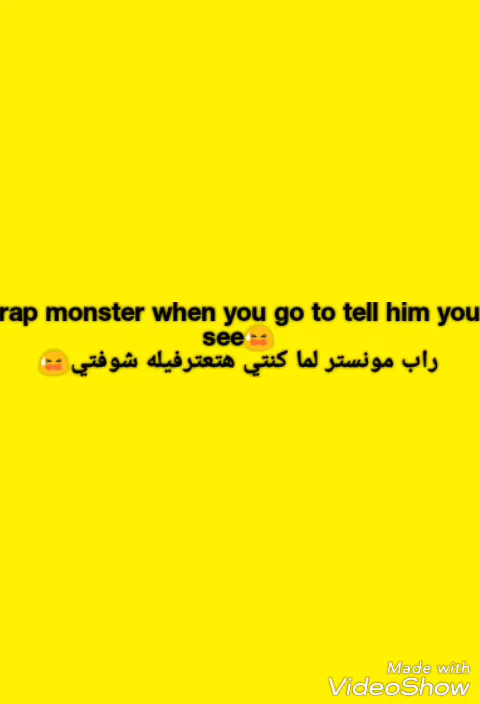 rap monster when you go to tell him you
see😝
راب مونستر لما كنتي هتعترفيله شوفتي😝
Made with
VideoShow